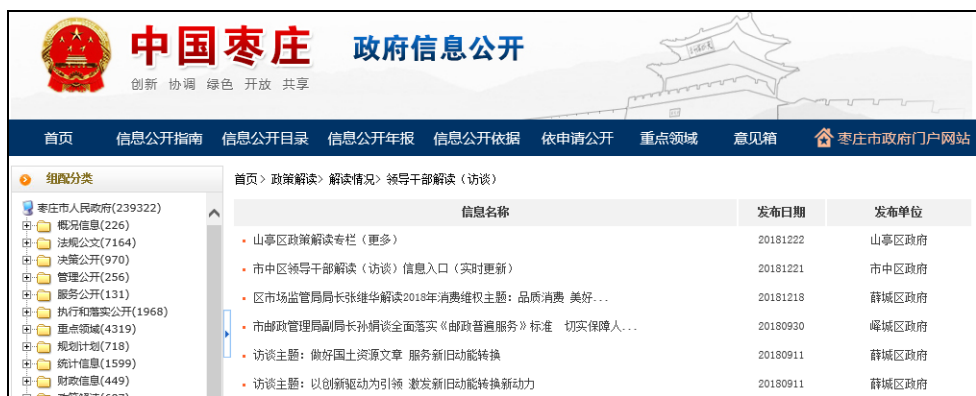 中国枣庄 政府信息公开
创新 协调 绿色 开放 共享
首页 信息公开指南 信息公开目录 信息公开年报 信息公开依据 依申请公开 重点领域 意见箱 枣庄市政府门户网站
组配分类
枣庄市人民政府(239322)
概况信息(226)
法规公文(7164)
决策公开(970)
管理公开(256)
服务公开(131)
执行和落实公开(1968)
重点领域(4319)
规划计划(718)
统计信息(1599)
财政信息(449)
首页> 政策解读> 解读情况> 领导干部解读（访谈）
信息名称 发布日期 发布单位
山亭区政策解读专栏（更多） 20181222 山亭区政府
市中区领导干部解读（访谈）信息入口（实时更新） 20181221 市中区政府
区市场监管局局长张继华解读2018年消费维权主题：品质消费 美好... 20181218 薛城区政府
市邮政管理局副局长孙娟谈全面落实《邮政普遍服务》标准 切实保障人... 20180930 峄城区政府
访谈主题：做好国土资源文章 服务新旧动能转换 20180911 薛城区政府
访谈主题：以创新驱动为引领 激发新旧动能转换新动力 20180911 薛城区政府